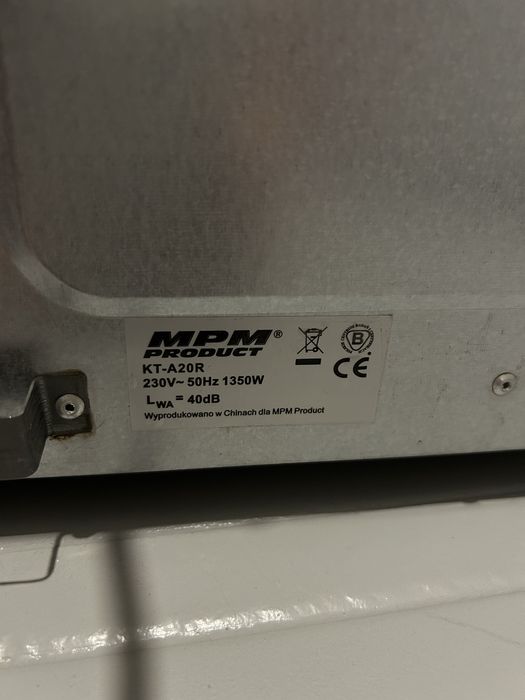 MPM®
PRODUCT
KT-A20R
230V~ 50Hz 1350W
LWA = 40dB
Wyprodukowano w Chinach dla MPM Product
B
CE